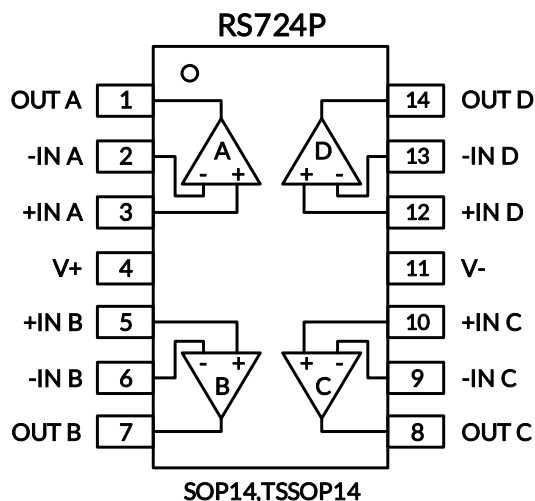 RS724P
OUT A 1 14 OUT D
-IN A 2 A D 13 -IN D
- + + -
+IN A 3 12 +IN D
V+ 4 11 V-
+IN B 5 10 +IN C
- + + -
-IN B 6 B C 9 -IN C
OUT B 7 8 OUT C
SOP14,TSSOP14